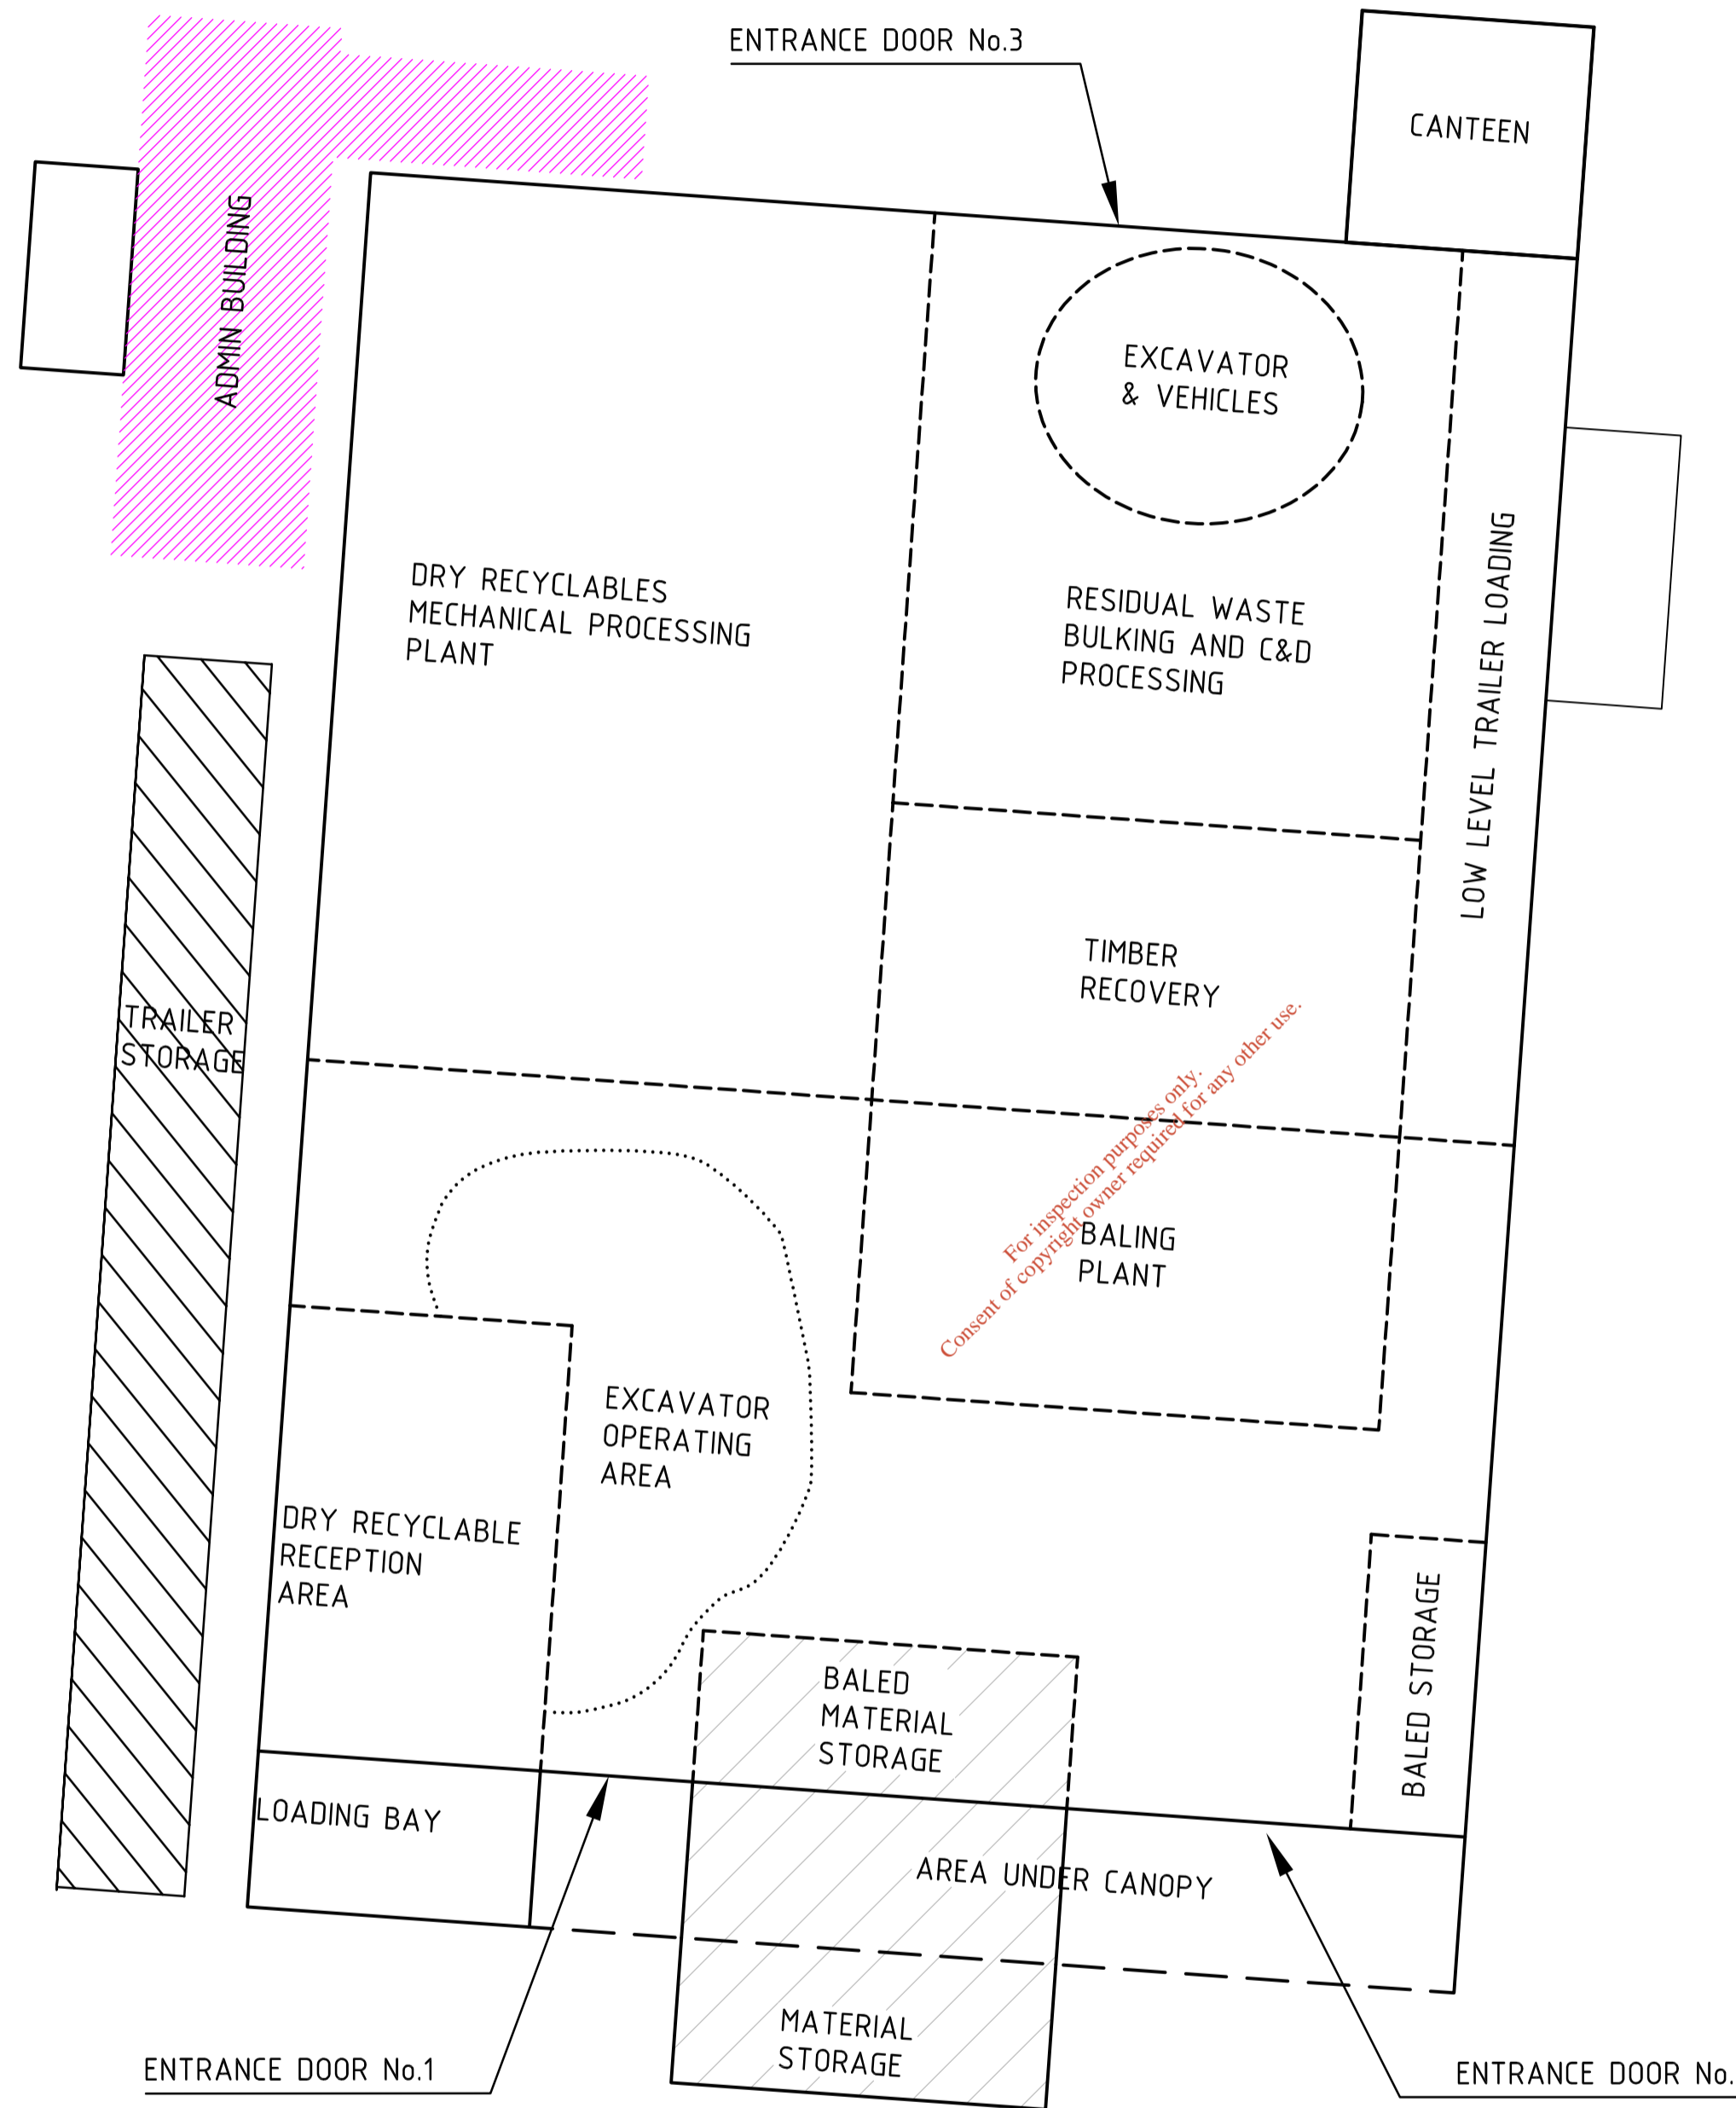 ENTRANCE DOOR No.3
CANTEEN
ADMIN BUILDING
EXCAVATOR
& VEHICLES
DRY RECYCLABLES
MECHANICAL PROCESSING
PLANT
RESIDUAL WASTE
BULKING AND C&D
PROCESSING
LOW LEVEL TRAILER LOADING
TIMBER
RECOVERY
TRAILER
STORAGE
For inspection purposes only.
Consent of copyright owner required for any other use.
BALING
PLANT
EXCAVATOR
OPERATING
AREA
DRY RECYCLABLE
RECEPTION
AREA
BALED STORAGE
BALED
MATERIAL
STORAGE
LOADING BAY
AREA UNDER CANOPY
MATERIAL
STORAGE
ENTRANCE DOOR No.1
ENTRANCE DOOR No.